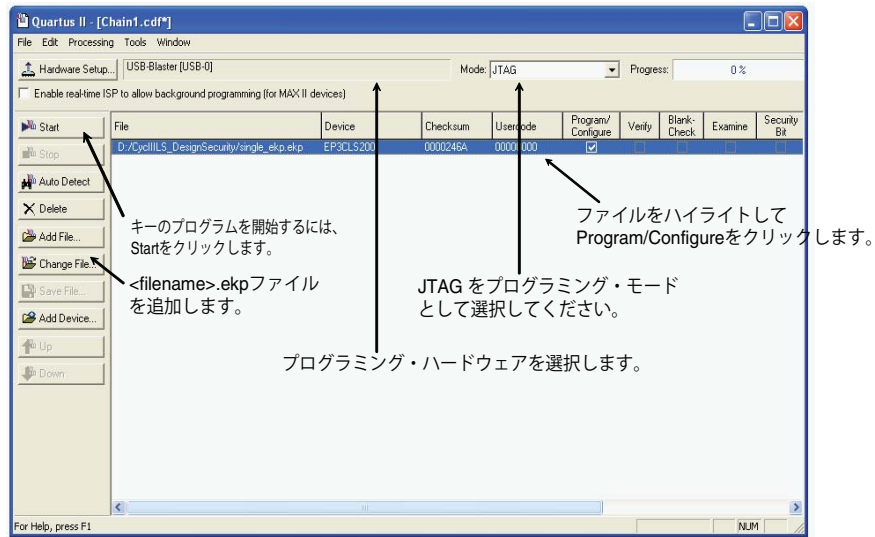 Quartus II - [Chain1.cdf*]
File Edit Processing Tools Window
Hardware Setup... USB-Blaster [USB-0] Mode: JTAG Progress: 0 %
Enable real-time ISP to allow background programming (for MAX II devices)
Start
Stop
Auto Detect
Delete
Add File...
Change File...
Save File...
Add Device...
Up
Down
File Device Checksum Usercode Program/Configure Verify Blank-Check Examine Security Bit
D:/CycIIILS_DesignSecurity/single_ekp.ekp EP3CLS200 0000246A 00000000
キーのプログラムを開始するには、
Startをクリックします。
ファイルをハイライトして
Program/Configureをクリックします。
<filename>.ekpファイル
を追加します。
JTAG をプログラミング・モード
として選択してください。
プログラミング・ハードウェアを選択します。
For Help, press F1 NUM